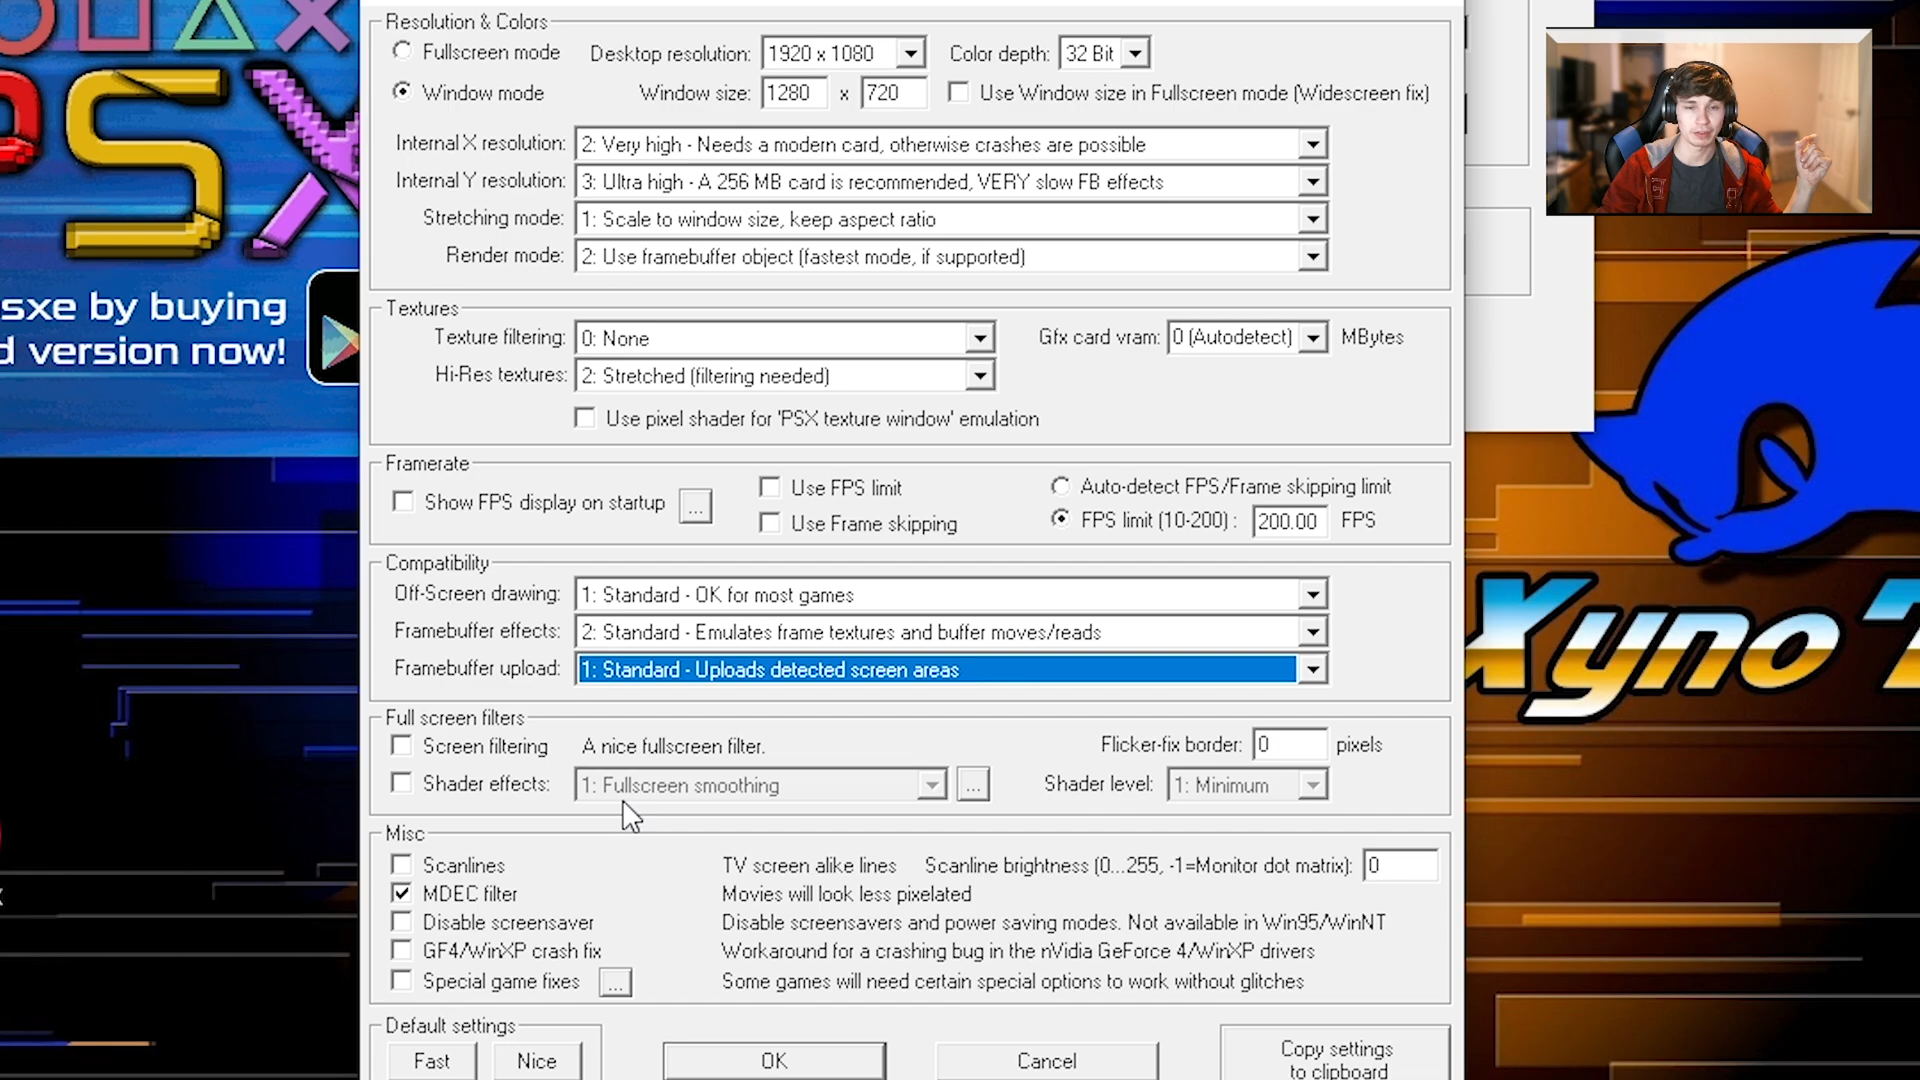 Resolution & Colors
Fullscreen mode
Desktop resolution: 1920 x 1080
Color depth: 32 Bit
Window mode
Window size: 1280 x 720
Use Window size in Fullscreen mode (Widescreen fix)
Internal X resolution: 2: Very high - Needs a modern card, otherwise crashes are possible
Internal Y resolution: 3: Ultra high - A 256 MB card is recommended, VERY slow FB effects
Stretching mode: 1: Scale to window size, keep aspect ratio
Render mode: 2: Use framebuffer object (fastest mode, if supported)
PSX
sxe by buying
d version now!
Textures
Texture filtering: 0: None
Gfx card vram: 0 (Autodetect) MBytes
Hi-Res textures: 2: Stretched (filtering needed)
Use pixel shader for 'PSX texture window' emulation
Framerate
Show FPS display on startup ...
Use FPS limit
Auto-detect FPS/Frame skipping limit
Use Frame skipping
FPS limit (10-200) : 200.00 FPS
Compatibility
Off-Screen drawing: 1: Standard - OK for most games
Framebuffer effects: 2: Standard - Emulates frame textures and buffer moves/reads
Framebuffer upload: 1: Standard - Uploads detected screen areas
Xyno
Full screen filters
Screen filtering
A nice fullscreen filter.
Flicker-fix border: 0 pixels
Shader effects: 1: Fullscreen smoothing ...
Shader level: 1: Minimum
Misc
Scanlines
TV screen alike lines
Scanline brightness (0...255, -1=Monitor dot matrix): 0
MDEC filter
Movies will look less pixelated
Disable screensaver
Disable screensavers and power saving modes. Not available in Win95/WinNT
GF4/WinXP crash fix
Workaround for a crashing bug in the nVidia GeForce 4/WinXP drivers
Special game fixes ...
Some games will need certain special options to work without glitches
Default settings
Fast
Nice
OK
Cancel
Copy settings
to clipboard